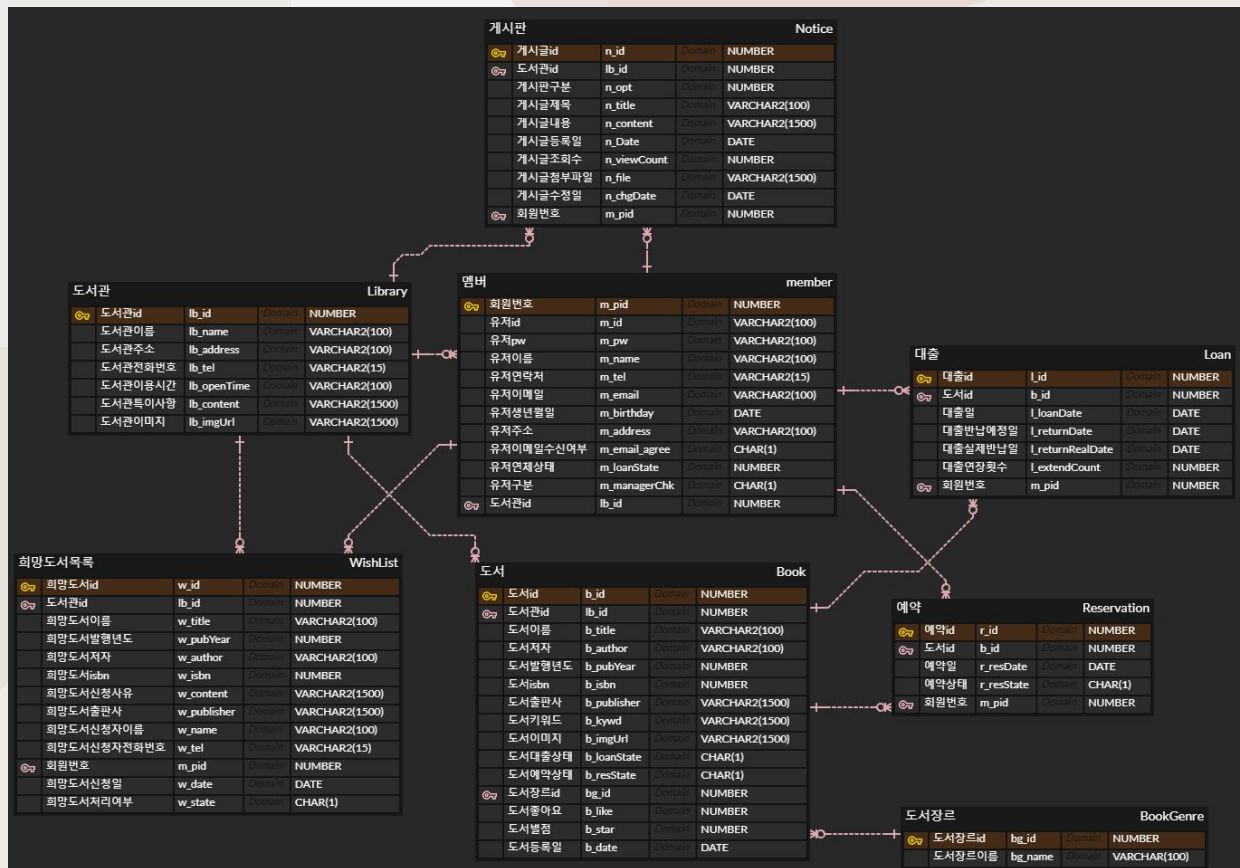 게시판 Notice
게시글id n_id Domain NUMBER
도서관id lb_id Domain NUMBER
게시판구분 n_opt Domain NUMBER
게시글제목 n_title Domain VARCHAR2(100)
게시글내용 n_content Domain VARCHAR2(1500)
게시글등록일 n_Date Domain DATE
게시글조회수 n_viewCount Domain NUMBER
게시글첨부파일 n_file Domain VARCHAR2(1500)
게시글수정일 n_chgDate Domain DATE
회원번호 m_pid Domain NUMBER
도서관 Library
도서관id lb_id Domain NUMBER
도서관이름 lb_name Domain VARCHAR2(100)
도서관주소 lb_address Domain VARCHAR2(100)
도서관전화번호 lb_tel Domain VARCHAR2(15)
도서관이용시간 lb_openTime Domain VARCHAR2(100)
도서관특이사항 lb_content Domain VARCHAR2(1500)
도서관이미지 lb_imgUrl Domain VARCHAR2(1500)
멤버 member
회원번호 m_pid Domain NUMBER
유저id m_id Domain VARCHAR2(100)
유저pw m_pw Domain VARCHAR2(100)
유저이름 m_name Domain VARCHAR2(100)
유저연락처 m_tel Domain VARCHAR2(15)
유저이메일 m_email Domain VARCHAR2(100)
유저생년월일 m_birthday Domain DATE
유저주소 m_address Domain VARCHAR2(100)
유저이메일수신여부 m_email_agree Domain CHAR(1)
유저연체상태 m_loanState Domain NUMBER
유저구분 m_managerChk Domain CHAR(1)
도서관id lb_id Domain NUMBER
대출 Loan
대출id l_id Domain NUMBER
도서id b_id Domain NUMBER
대출일 l_loanDate Domain DATE
대출반납예정일 l_returnDate Domain DATE
대출실제반납일 l_returnRealDate Domain DATE
대출연장횟수 l_extendCount Domain NUMBER
회원번호 m_pid Domain NUMBER
희망도서목록 WishList
희망도서id w_id Domain NUMBER
도서관id lb_id Domain NUMBER
희망도서이름 w_title Domain VARCHAR2(100)
희망도서발행년도 w_pubYear Domain NUMBER
희망도서저자 w_author Domain VARCHAR2(100)
희망도서isbn w_isbn Domain NUMBER
희망도서신청사유 w_content Domain VARCHAR2(1500)
희망도서출판사 w_publisher Domain VARCHAR2(1500)
희망도서신청자이름 w_name Domain VARCHAR2(100)
희망도서신청자전화번호 w_tel Domain VARCHAR2(15)
회원번호 m_pid Domain NUMBER
희망도서신청일 w_date Domain DATE
희망도서처리여부 w_state Domain CHAR(1)
도서 Book
도서id b_id Domain NUMBER
도서관id lb_id Domain NUMBER
도서이름 b_title Domain VARCHAR2(100)
도서저자 b_author Domain VARCHAR2(100)
도서발행년도 b_pubYear Domain NUMBER
도서isbn b_isbn Domain NUMBER
도서출판사 b_publisher Domain VARCHAR2(1500)
도서키워드 b_kywd Domain VARCHAR2(1500)
도서이미지 b_imgUrl Domain VARCHAR2(1500)
도서대출상태 b_loanState Domain CHAR(1)
도서예약상태 b_resState Domain CHAR(1)
도서장르id bg_id Domain NUMBER
도서좋아요 b_like Domain NUMBER
도서별점 b_star Domain NUMBER
도서등록일 b_date Domain DATE
예약 Reservation
예약id r_id Domain NUMBER
도서id b_id Domain NUMBER
예약일 r_resDate Domain DATE
예약상태 r_resState Domain CHAR(1)
회원번호 m_pid Domain NUMBER
도서장르 BookGenre
도서장르id bg_id Domain NUMBER
도서장르이름 bg_name Domain VARCHAR(100)